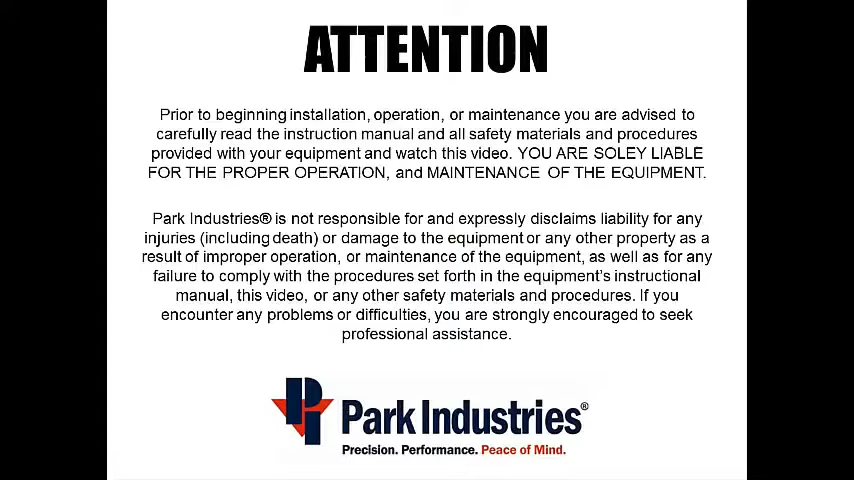 ATTENTION
Prior to beginning installation, operation, or maintenance you are advised to
carefully read the instruction manual and all safety materials and procedures
provided with your equipment and watch this video. YOU ARE SOLEY LIABLE
FOR THE PROPER OPERATION, and MAINTENANCE OF THE EQUIPMENT.
Park Industries® is not responsible for and expressly disclaims liability for any
injuries (including death) or damage to the equipment or any other property as a
result of improper operation, or maintenance of the equipment, as well as for any
failure to comply with the procedures set forth in the equipment's instructional
manual, this video, or any other safety materials and procedures. If you
encounter any problems or difficulties, you are strongly encouraged to seek
professional assistance.
Park Industries®
Precision. Performance. Peace of Mind.